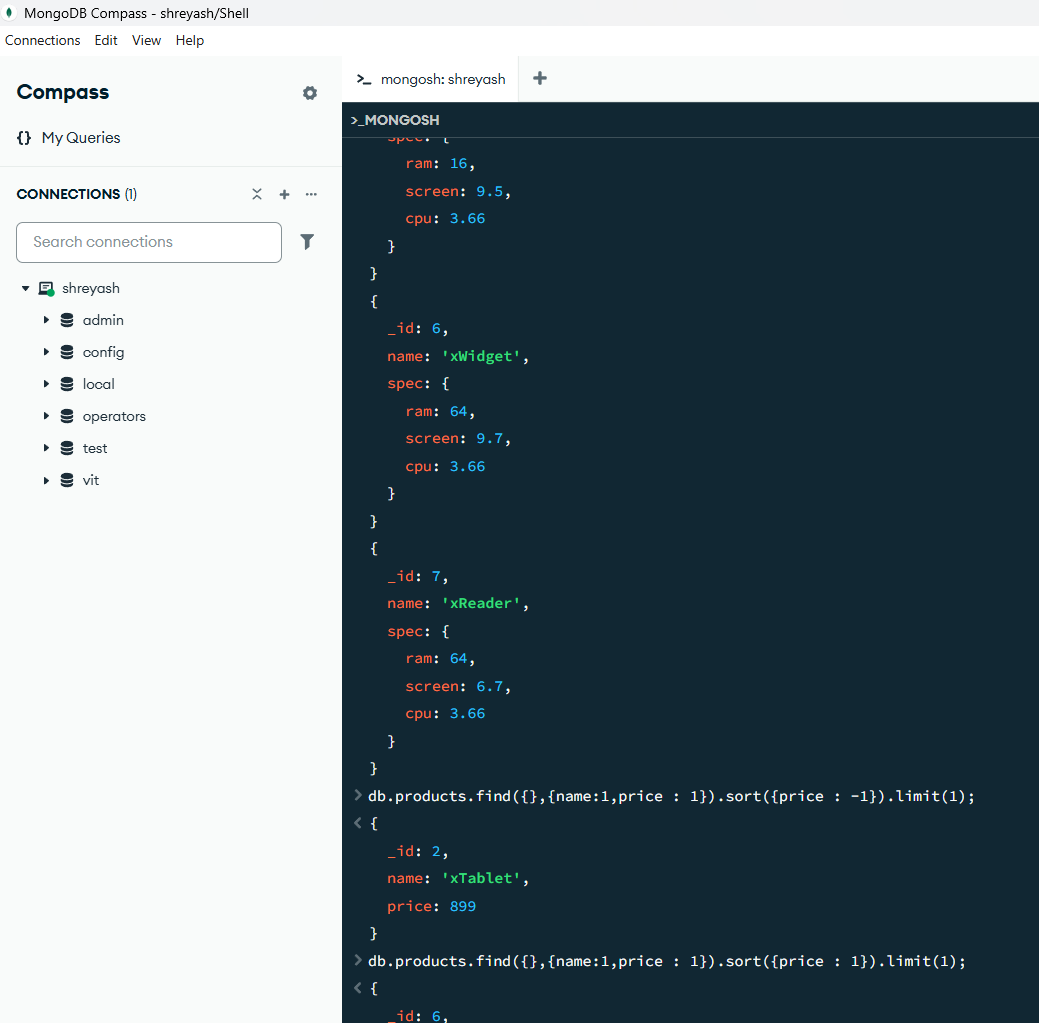 MongoDB Compass - shreyash/Shell
Connections Edit View Help
Compass
{} My Queries
CONNECTIONS (1)
Search connections
shreyash
admin
config
local
operators
test
vit
>_ mongosh: shreyash +
>_MONGOSH
spec: {
ram: 16,
screen: 9.5,
cpu: 3.66
}
}
{
_id: 6,
name: 'xWidget',
spec: {
ram: 64,
screen: 9.7,
cpu: 3.66
}
}
{
_id: 7,
name: 'xReader',
spec: {
ram: 64,
screen: 6.7,
cpu: 3.66
}
}
> db.products.find({},{name:1,price : 1}).sort({price : -1}).limit(1);
< {
_id: 2,
name: 'xTablet',
price: 899
}
> db.products.find({},{name:1,price : 1}).sort({price : 1}).limit(1);
< {
_id: 6,